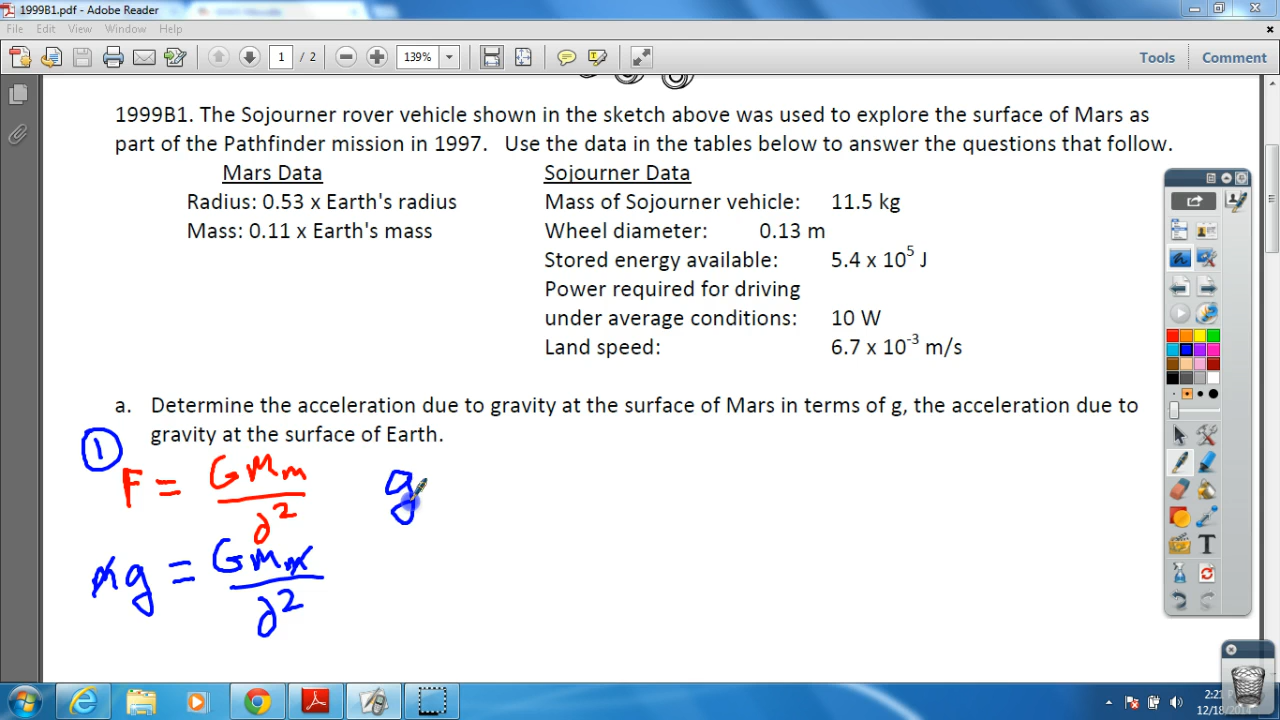 1999B1.pdf - Adobe Reader
File Edit View Window Help
1 / 2 139% Tools Comment
1999B1. The Sojourner rover vehicle shown in the sketch above was used to explore the surface of Mars as
part of the Pathfinder mission in 1997. Use the data in the tables below to answer the questions that follow.
Mars Data Sojourner Data
Radius: 0.53 x Earth's radius Mass of Sojourner vehicle: 11.5 kg
Mass: 0.11 x Earth's mass Wheel diameter: 0.13 m
Stored energy available: 5.4 x 10^5 J
Power required for driving
under average conditions: 10 W
Land speed: 6.7 x 10^-3 m/s
a. Determine the acceleration due to gravity at the surface of Mars in terms of g, the acceleration due to
gravity at the surface of Earth.
1
F = GMm/d² g
mg = GMm/d²
2:21